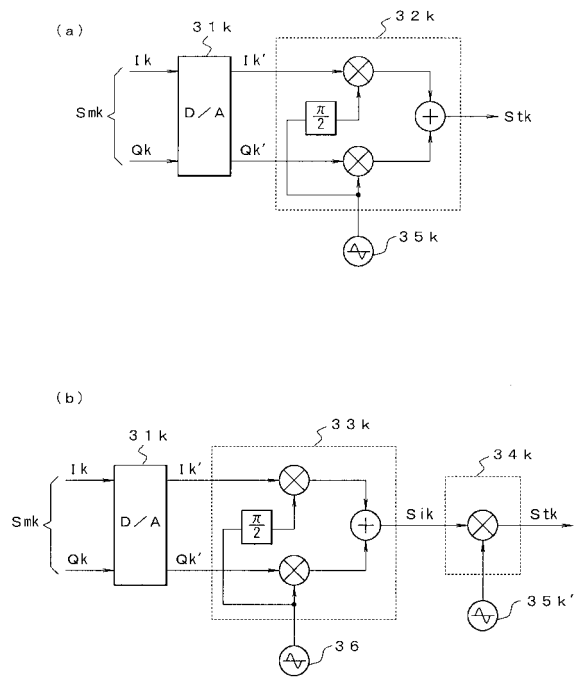 (a)
31k
32k
Ik
Ik′
Smk
D／A
π/2
Stk
Qk
Qk′
35k
(b)
31k
33k
34k
Ik
Ik′
Smk
D／A
π/2
Sik
Stk
Qk
Qk′
35k′
36